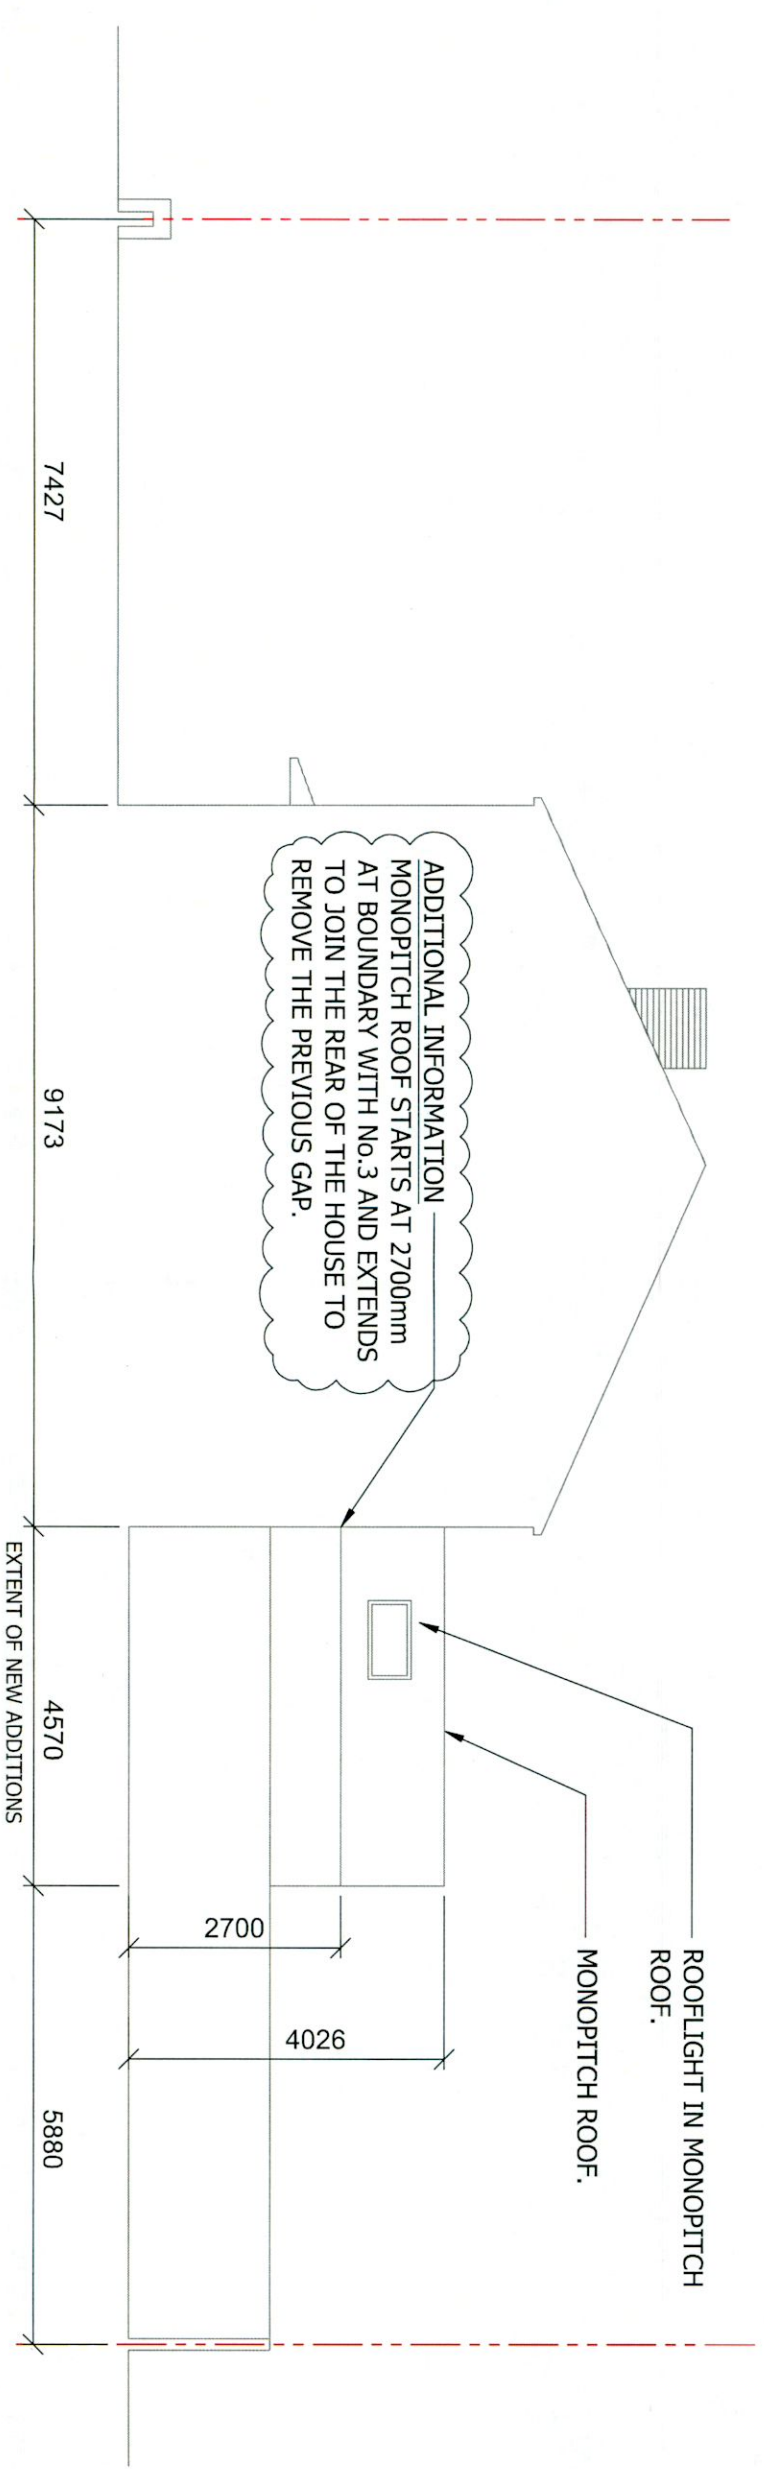 ROOFLIGHT IN MONOPITCH
ROOF.
MONOPITCH ROOF.
ADDITIONAL INFORMATION
MONOPITCH ROOF STARTS AT 2700mm
AT BOUNDARY WITH No.3 AND EXTENDS
TO JOIN THE REAR OF THE HOUSE TO
REMOVE THE PREVIOUS GAP.
2700
4026
7427
9173
4570
5880
EXTENT OF NEW ADDITIONS